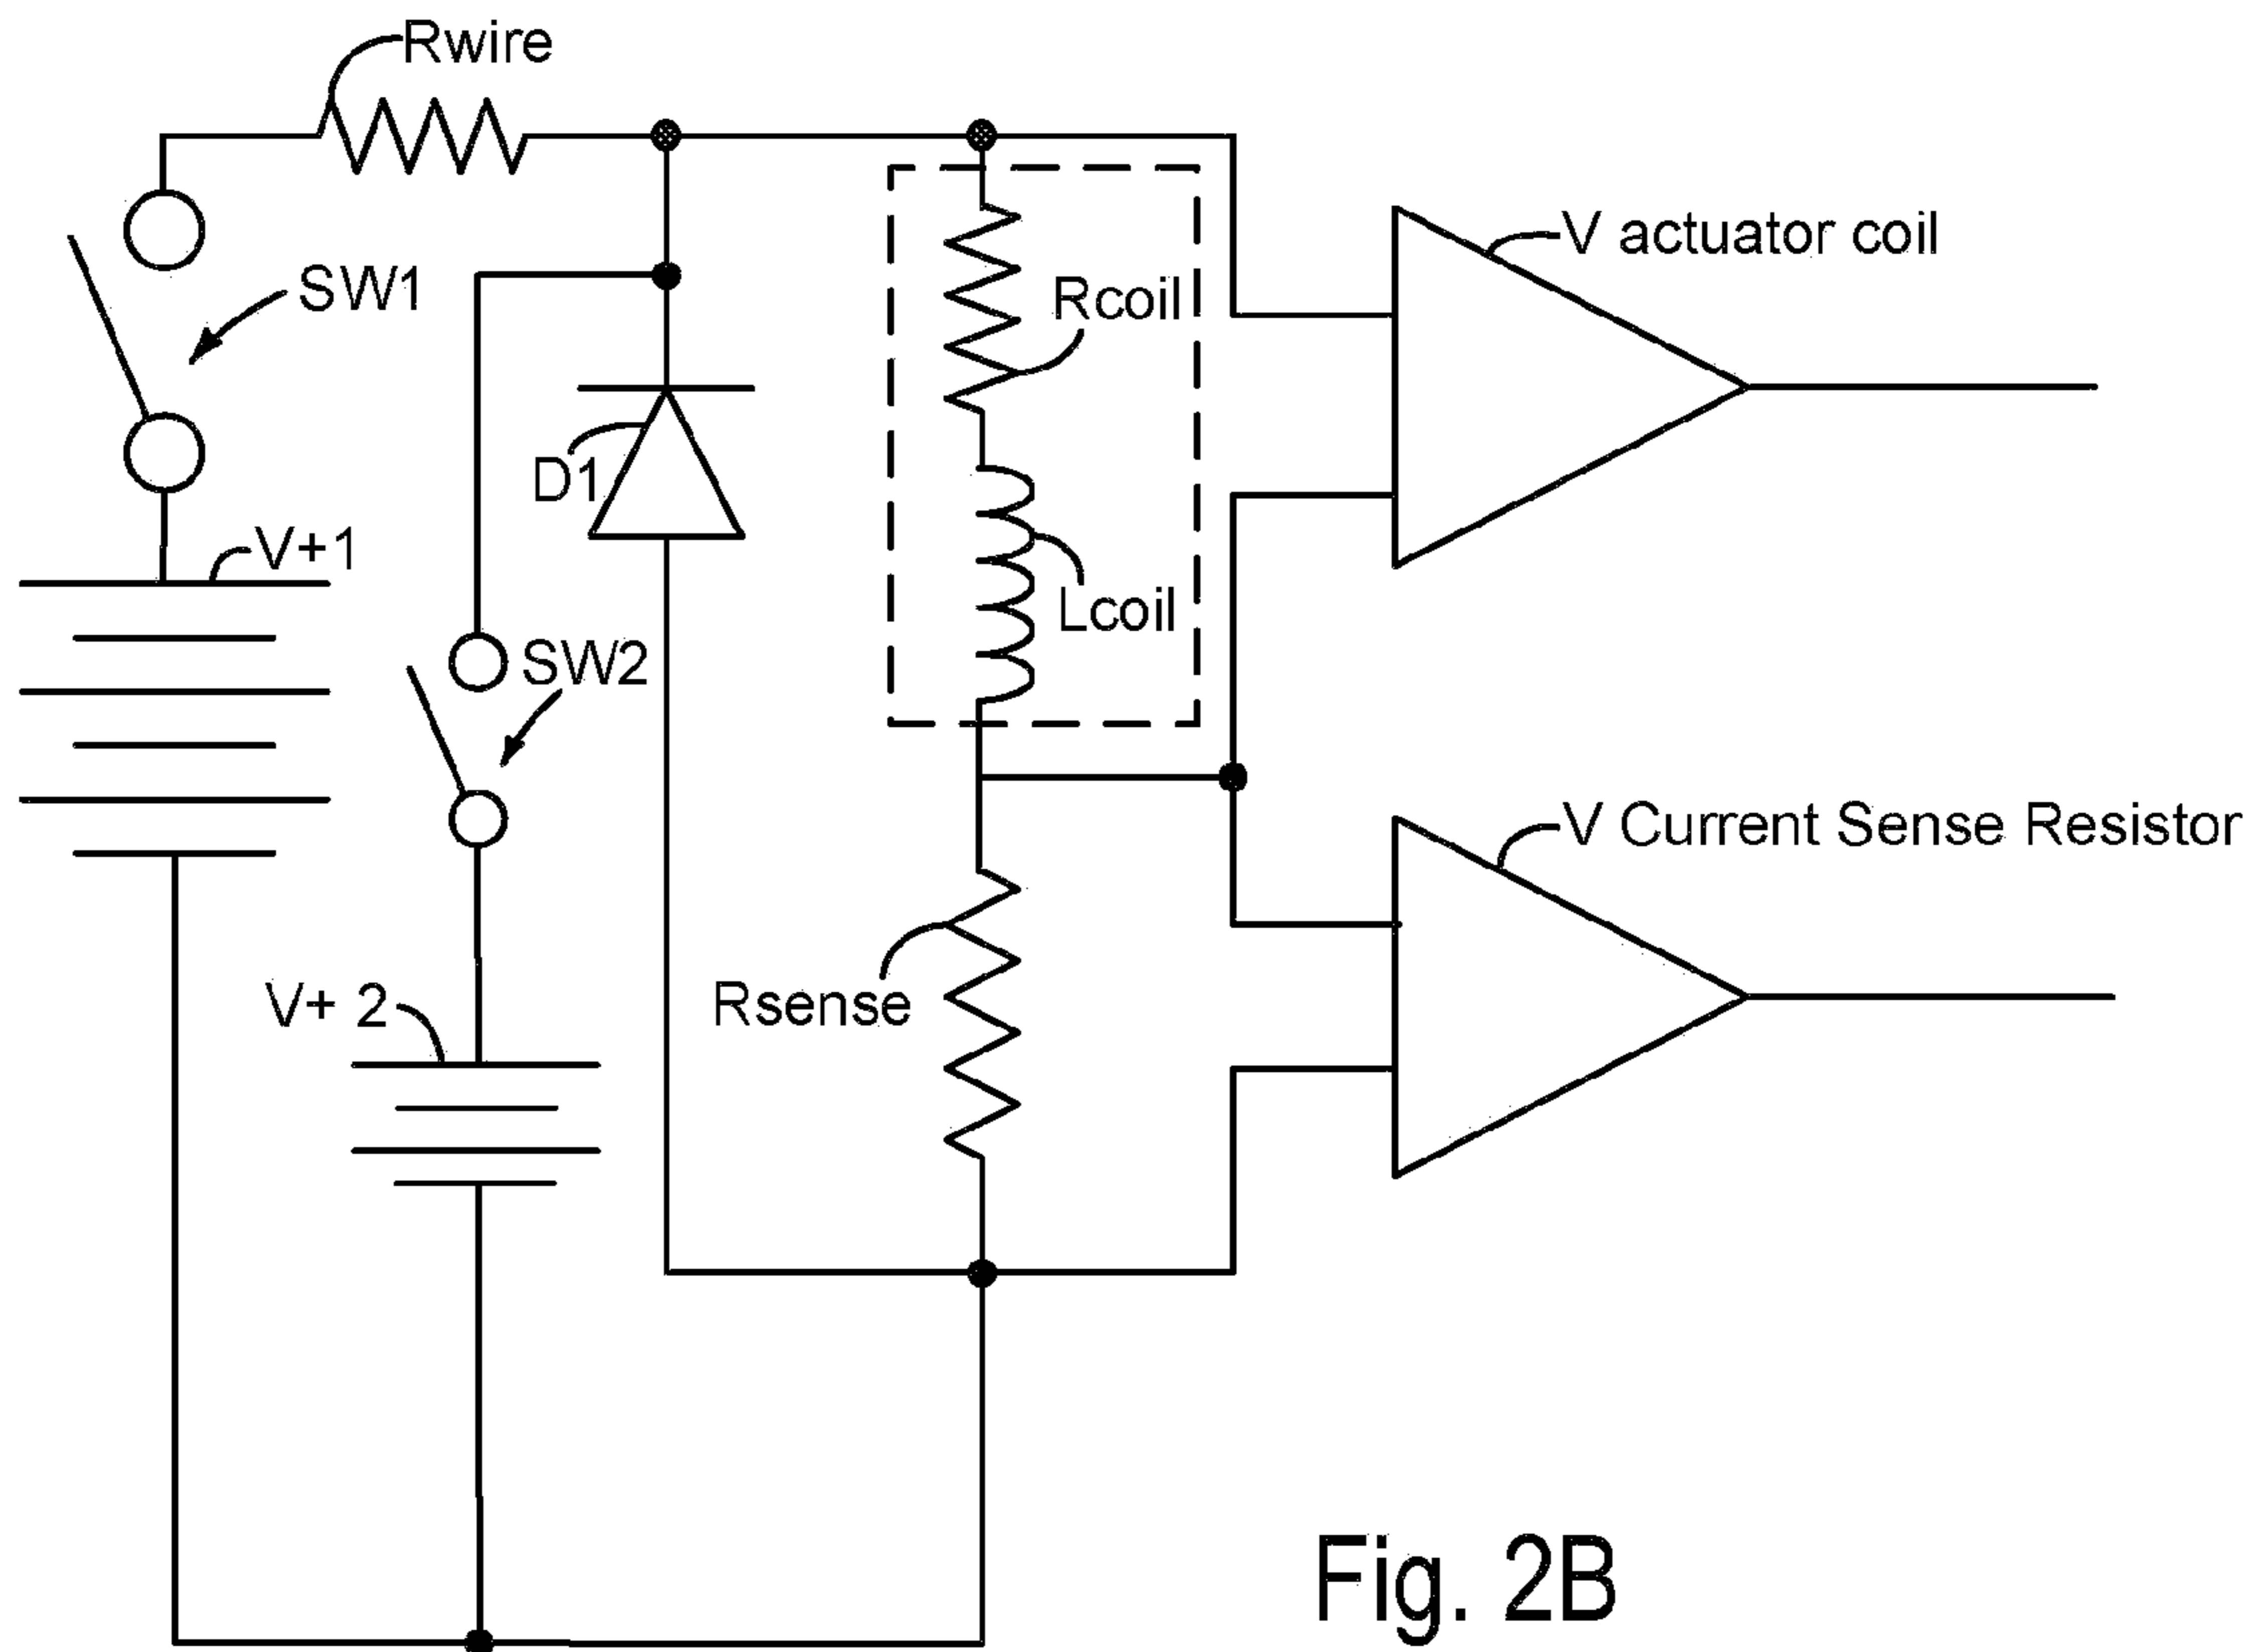 Rwire
V actuator coil
SW1
Rcoil
D1
V+1
Lcoil
SW2
V Current Sense Resistor
V+ 2
Rsense
Fig. 2B